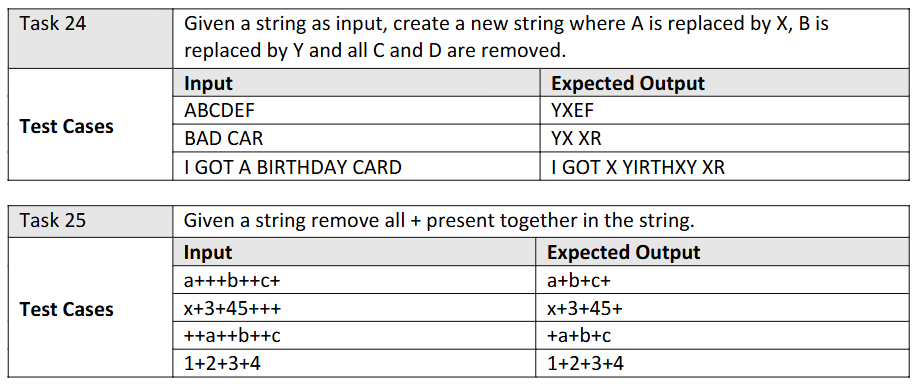 Task 24
Given a string as input, create a new string where A is replaced by X, B is
replaced by Y and all C and D are removed.
Test Cases
Input Expected Output
ABCDEF YXEF
BAD CAR YX XR
I GOT A BIRTHDAY CARD I GOT X YIRTHXY XR
Task 25
Given a string remove all + present together in the string.
Test Cases
Input Expected Output
a+++b++c+ a+b+c+
x+3+45+++ x+3+45+
++a++b++c +a+b+c
1+2+3+4 1+2+3+4